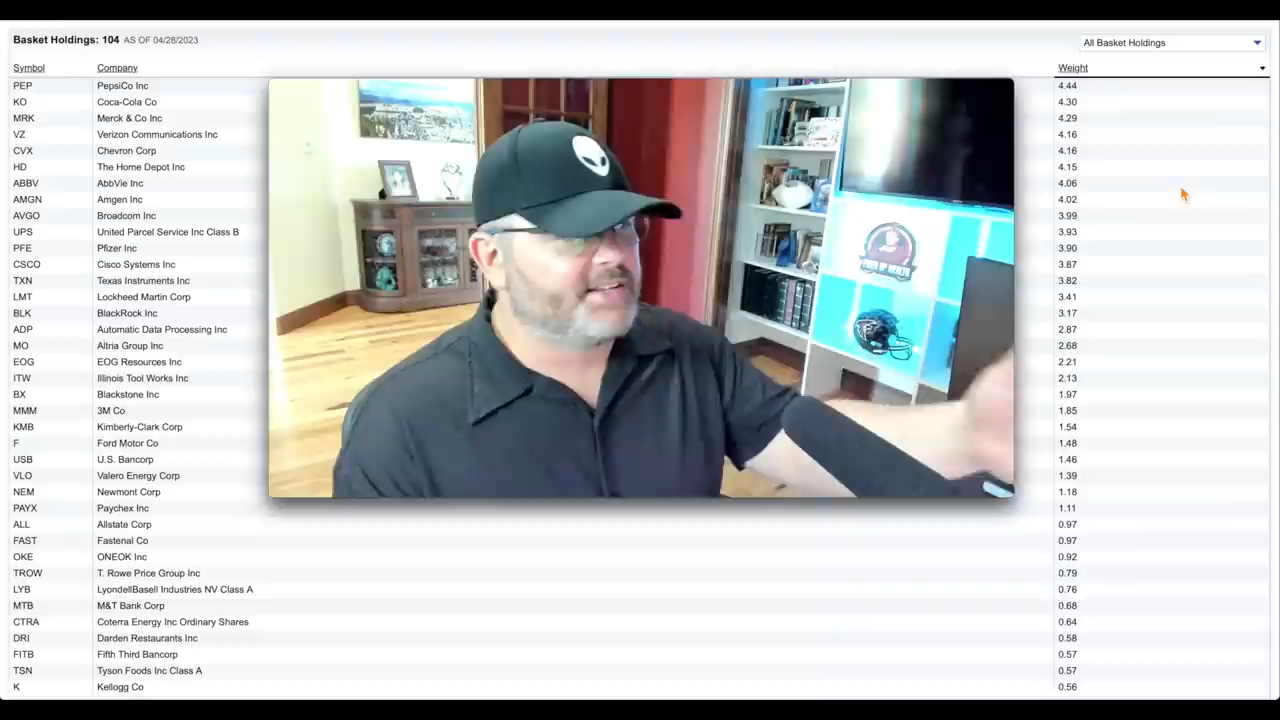 Basket Holdings: 104 AS OF 04/28/2023
All Basket Holdings
Symbol Company Weight
PEP PepsiCo Inc 4.44
KO Coca-Cola Co 4.30
MRK Merck & Co Inc 4.29
VZ Verizon Communications Inc 4.16
CVX Chevron Corp 4.16
HD The Home Depot Inc 4.15
ABBV AbbVie Inc 4.06
AMGN Amgen Inc 4.02
AVGO Broadcom Inc 3.99
UPS United Parcel Service Inc Class B 3.93
PFE Pfizer Inc 3.90
CSCO Cisco Systems Inc 3.87
TXN Texas Instruments Inc 3.82
LMT Lockheed Martin Corp 3.41
BLK BlackRock Inc 3.17
ADP Automatic Data Processing Inc 2.87
MO Altria Group Inc 2.68
EOG EOG Resources Inc 2.21
ITW Illinois Tool Works Inc 2.13
BX Blackstone Inc 1.97
MMM 3M Co 1.85
KMB Kimberly-Clark Corp 1.54
F Ford Motor Co 1.48
USB U.S. Bancorp 1.46
VLO Valero Energy Corp 1.39
NEM Newmont Corp 1.18
PAYX Paychex Inc 1.11
ALL Allstate Corp 0.97
FAST Fastenal Co 0.97
OKE ONEOK Inc 0.92
TROW T. Rowe Price Group Inc 0.79
LYB LyondellBasell Industries NV Class A 0.76
MTB M&T Bank Corp 0.68
CTRA Coterra Energy Inc Ordinary Shares 0.64
DRI Darden Restaurants Inc 0.58
FITB Fifth Third Bancorp 0.57
TSN Tyson Foods Inc Class A 0.57
K Kellogg Co 0.56